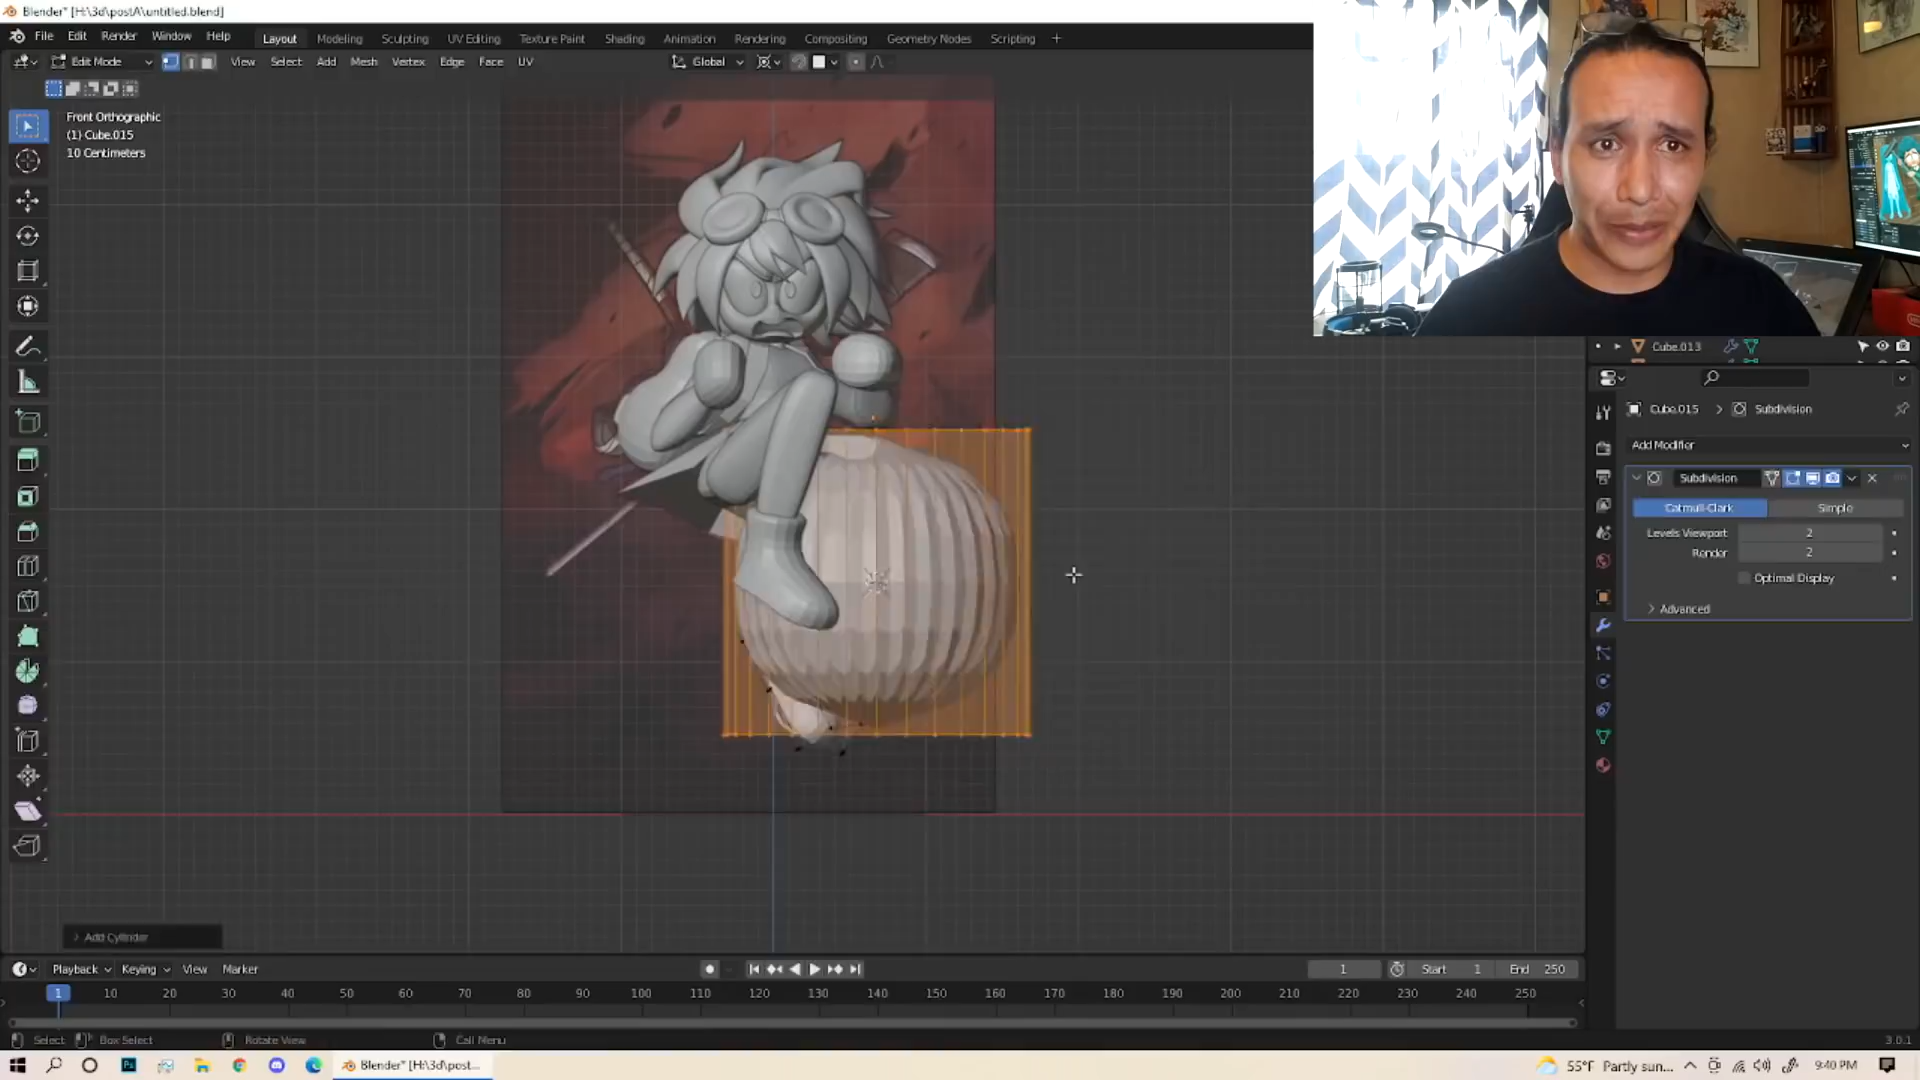 Blender* [H:\3d\postA\untitled.blend]
File Edit Render Window Help Layout Modeling Sculpting UV Editing Texture Paint Shading Animation Rendering Compositing Geometry Nodes Scripting +
Edit Mode View Select Add Mesh Vertex Edge Face UV Global
Front Orthographic
(1) Cube.015
10 Centimeters
Cube.013
Cube.015 > Subdivision
Add Modifier
Subdivision
Catmull-Clark Simple
Levels Viewport 2
Render 2
Optimal Display
> Advanced
> Add Cylinder
Playback Keying View Marker 1 Start 1 End 250
1 10 20 30 40 50 60 70 80 90 100 110 120 130 140 150 160 170 180 190 200 210 220 230 240 250
Select Box Select Rotate View Call Menu 3.0.1
Blender* [H:\3d\post... 55°F Partly sun... 9:40 PM